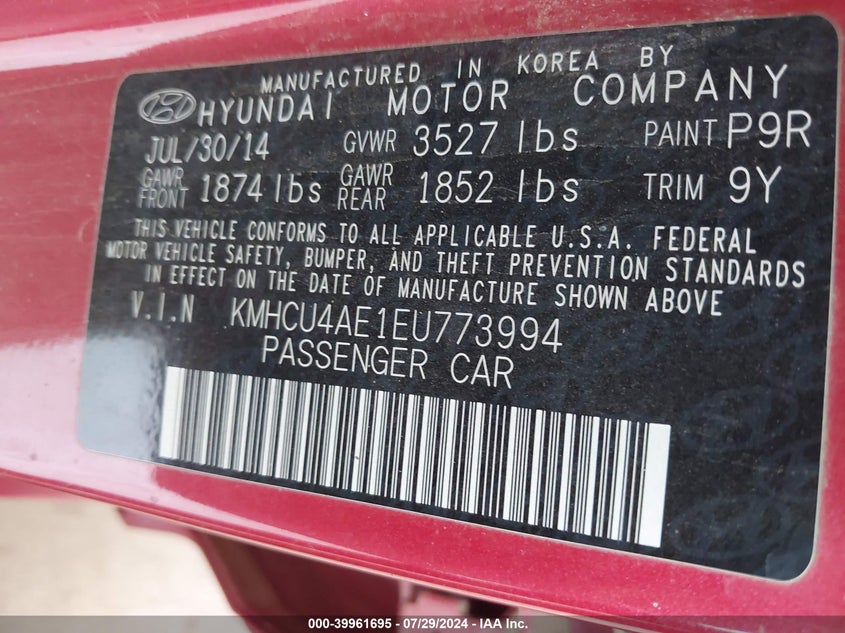 MANUFACTURED IN KOREA BY
HYUNDAI MOTOR COMPANY
JUL/30/14 GVWR 3527 lbs PAINT P9R
GAWR FRONT 1874 lbs GAWR REAR 1852 lbs TRIM 9Y
THIS VEHICLE CONFORMS TO ALL APPLICABLE U.S.A. FEDERAL
MOTOR VEHICLE SAFETY, BUMPER, AND THEFT PREVENTION STANDARDS
IN EFFECT ON THE DATE OF MANUFACTURE SHOWN ABOVE
V.I.N KMHCU4AE1EU773994
PASSENGER CAR
000-39961695 - 07/29/2024 - IAA Inc.